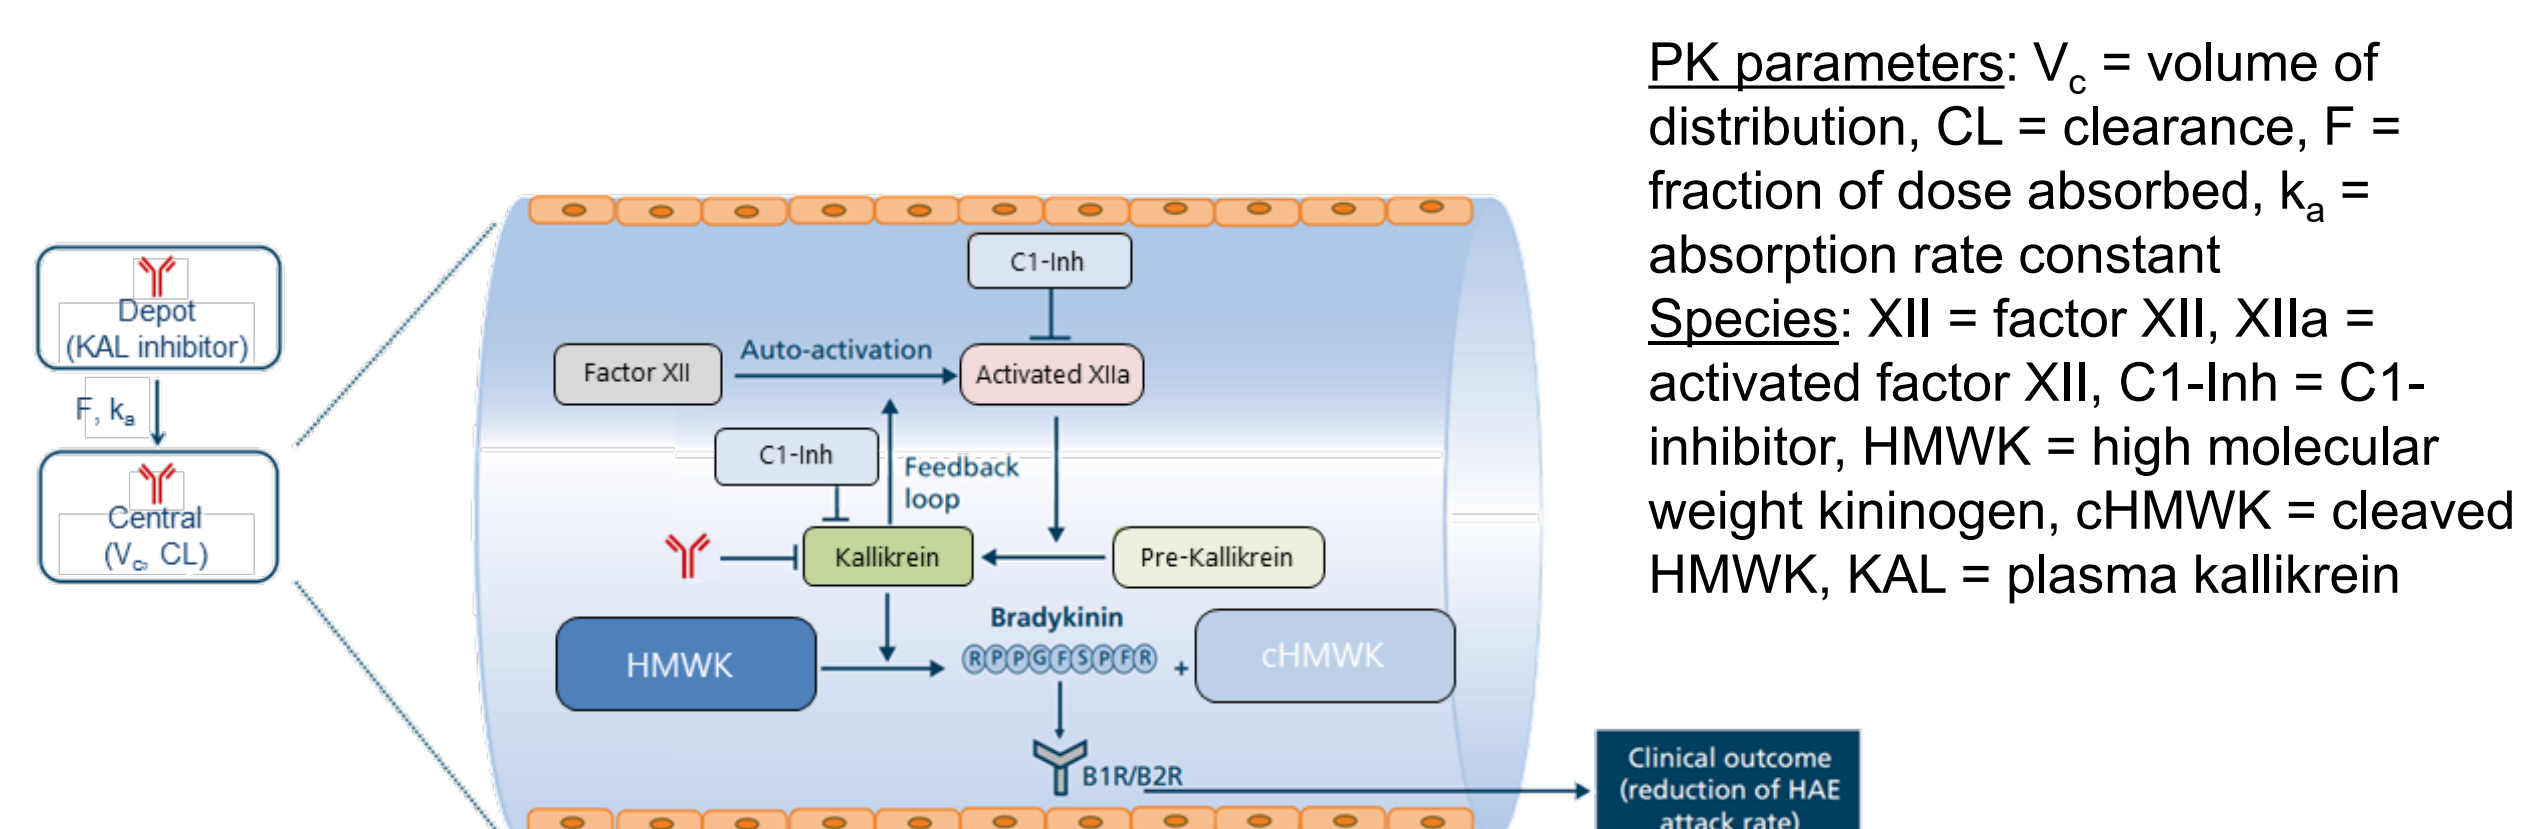 PK parameters: Vc = volume of
distribution, CL = clearance, F =
fraction of dose absorbed, ka =
absorption rate constant
Species: XII = factor XII, XIIa =
activated factor XII, C1-Inh = C1-
inhibitor, HMWK = high molecular
weight kininogen, cHMWK = cleaved
HMWK, KAL = plasma kallikrein
Depot
(KAL inhibitor)
F, ka
Central
(Vc, CL)
C1-Inh
Factor XII
Auto-activation
Activated XIIa
C1-Inh
Feedback
loop
Kallikrein
Pre-Kallikrein
HMWK
Bradykinin
RPPGFSPFR
+
cHMWK
B1R/B2R
Clinical outcome
(reduction of HAE
attack rate)